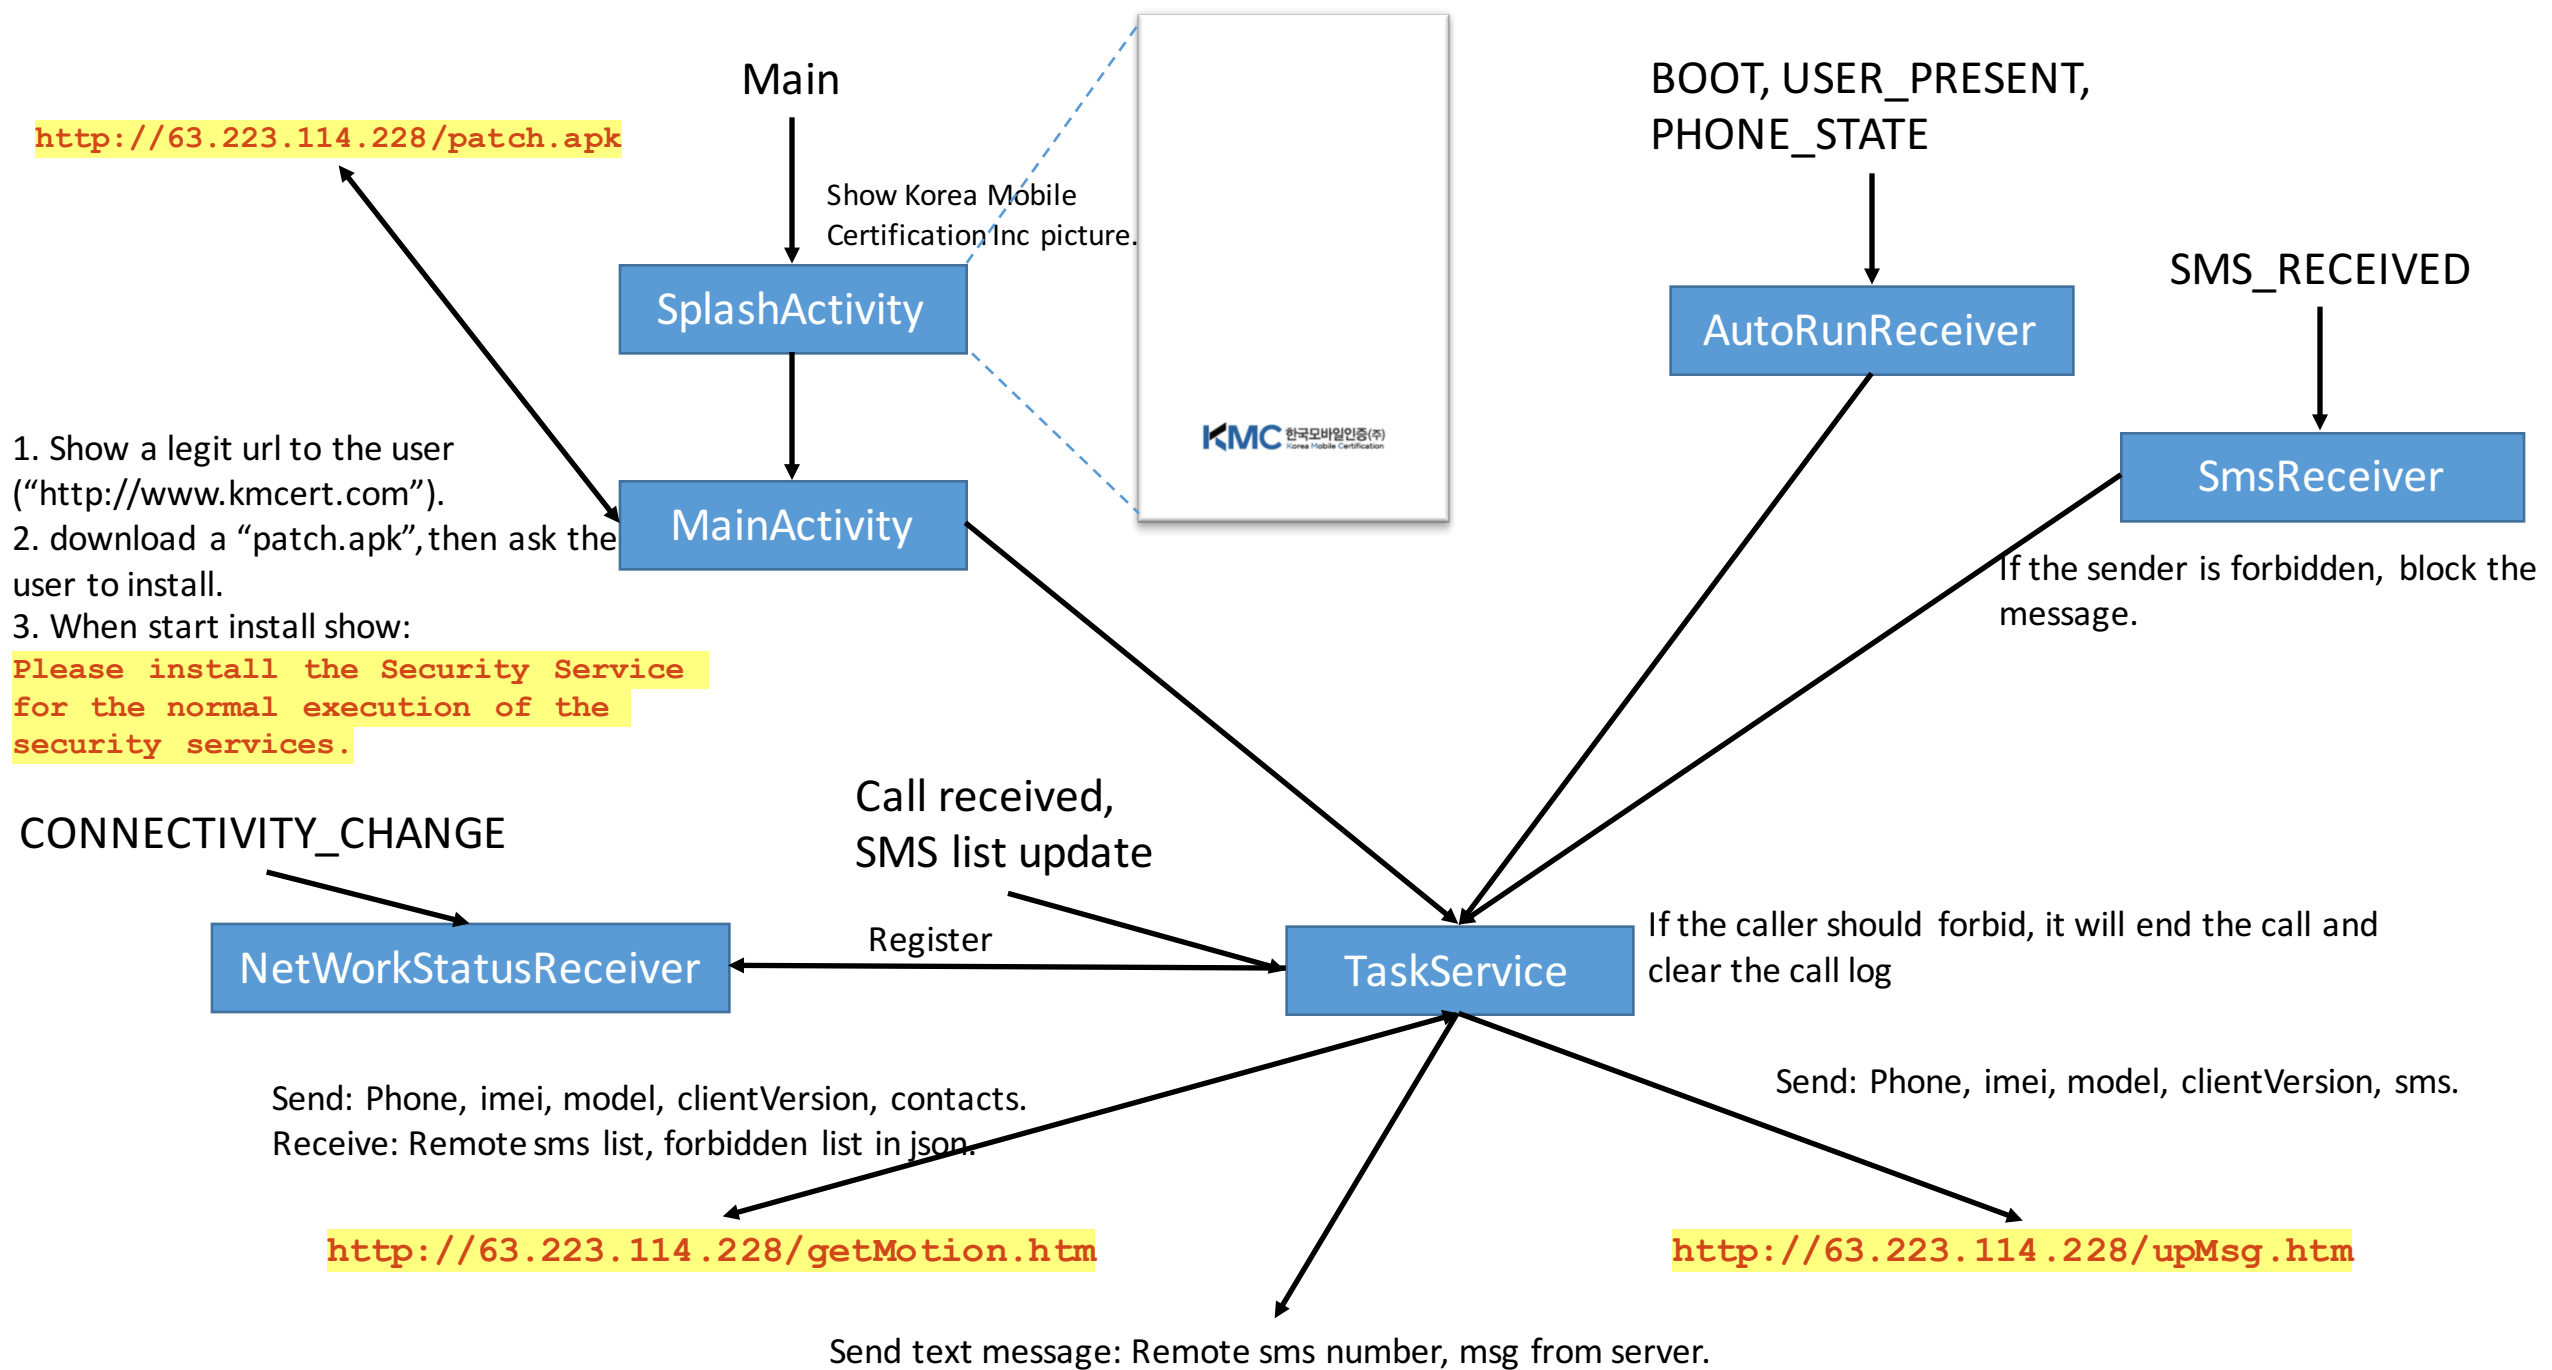 Main
BOOT, USER_PRESENT,
PHONE_STATE
http://63.223.114.228/patch.apk
Show Korea Mobile
Certification Inc picture.
SMS_RECEIVED
SplashActivity
AutoRunReceiver
KMC 한국모바일인증(주)
Korea Mobile Certification
1. Show a legit url to the user
(“http://www.kmcert.com”).
2. download a “patch.apk”, then ask the
user to install.
3. When start install show:
Please install the Security Service
for the normal execution of the
security services.
MainActivity
SmsReceiver
If the sender is forbidden, block the
message.
CONNECTIVITY_CHANGE
Call received,
SMS list update
NetWorkStatusReceiver
Register
TaskService
If the caller should forbid, it will end the call and
clear the call log
Send: Phone, imei, model, clientVersion, contacts.
Receive: Remote sms list, forbidden list in json.
Send: Phone, imei, model, clientVersion, sms.
http://63.223.114.228/getMotion.htm
http://63.223.114.228/upMsg.htm
Send text message: Remote sms number, msg from server.